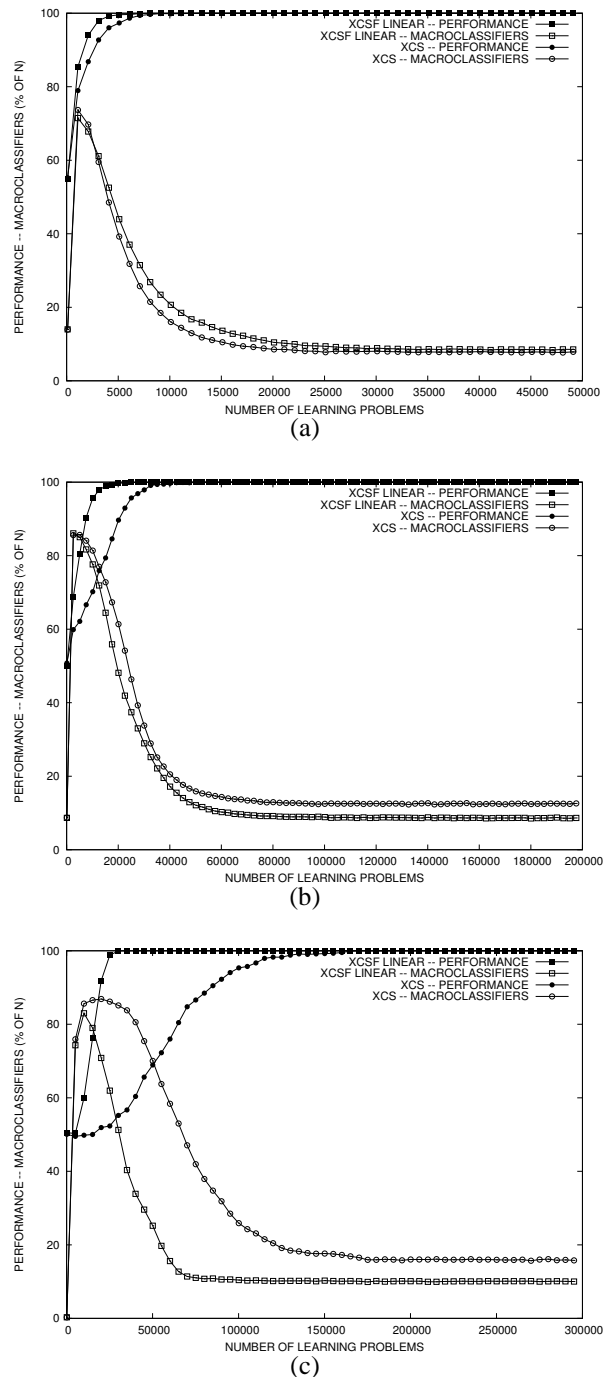 100
80
60
40
20
0
PERFORMANCE -- MACROCLASSIFIERS (% OF N)
XCSF LINEAR -- PERFORMANCE
XCSF LINEAR -- MACROCLASSIFIERS
XCS -- PERFORMANCE
XCS -- MACROCLASSIFIERS
0 5000 10000 15000 20000 25000 30000 35000 40000 45000 50000
NUMBER OF LEARNING PROBLEMS
(a)
100
80
60
40
20
0
PERFORMANCE -- MACROCLASSIFIERS (% OF N)
XCSF LINEAR -- PERFORMANCE
XCSF LINEAR -- MACROCLASSIFIERS
XCS -- PERFORMANCE
XCS -- MACROCLASSIFIERS
0 20000 40000 60000 80000 100000 120000 140000 160000 180000 200000
NUMBER OF LEARNING PROBLEMS
(b)
100
80
60
40
20
0
PERFORMANCE -- MACROCLASSIFIERS (% OF N)
XCSF LINEAR -- PERFORMANCE
XCSF LINEAR -- MACROCLASSIFIERS
XCS -- PERFORMANCE
XCS -- MACROCLASSIFIERS
0 50000 100000 150000 200000 250000 300000
NUMBER OF LEARNING PROBLEMS
(c)